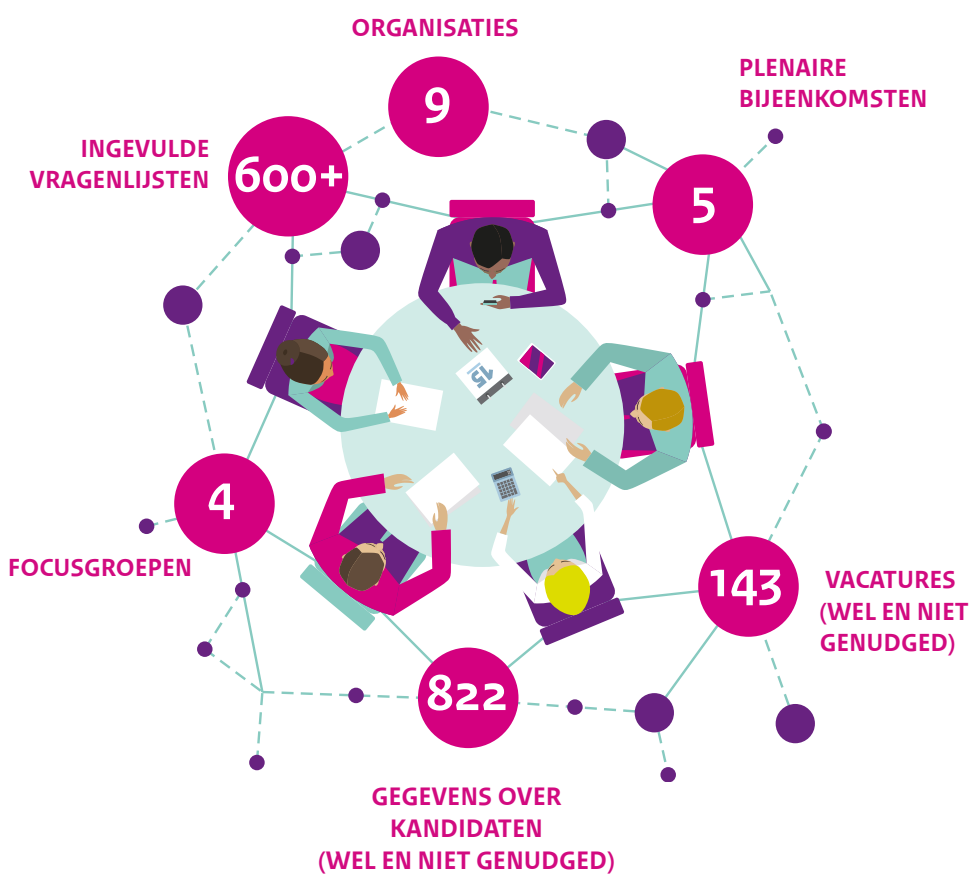 ORGANISATIES
9
PLENAIRE
BIJEENKOMSTEN
5
INGEVULDE
VRAGENLIJSTEN
600+
15
4
FOCUSGROEPEN
143
VACATURES
(WEL EN NIET
GENUDGED)
822
GEGEVENS OVER
KANDIDATEN
(WEL EN NIET GENUDGED)